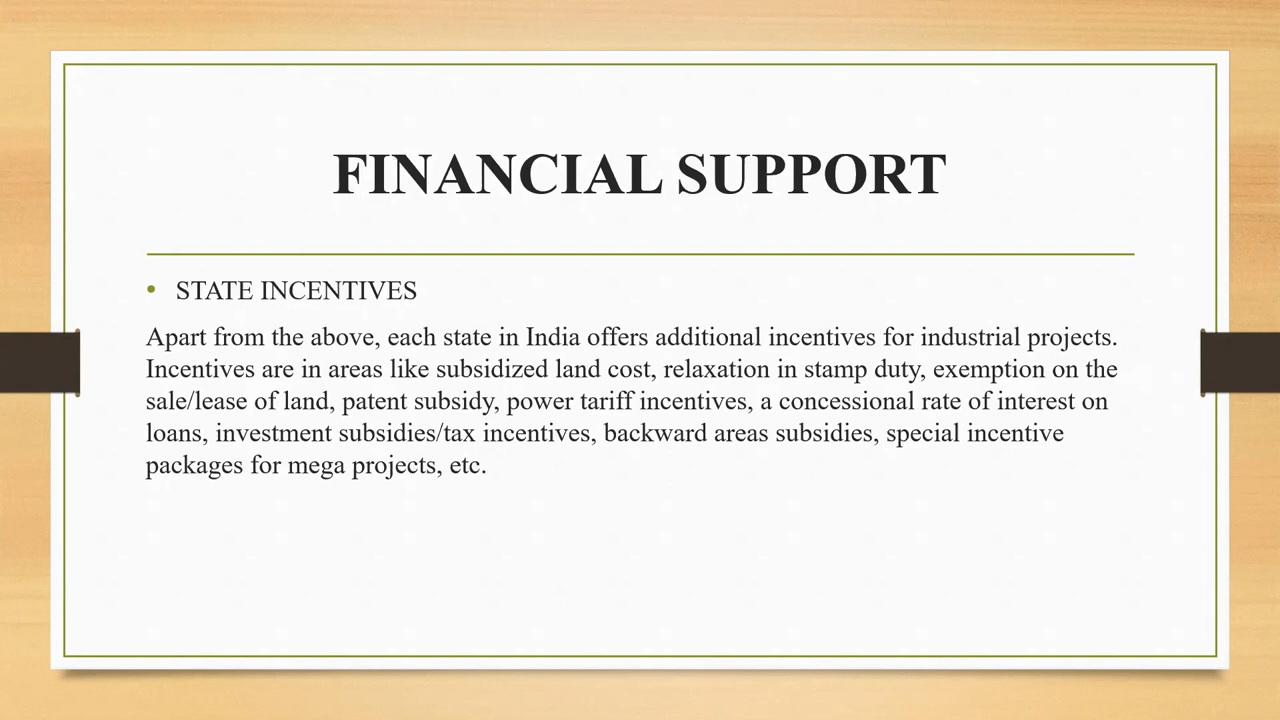 FINANCIAL SUPPORT
• STATE INCENTIVES
Apart from the above, each state in India offers additional incentives for industrial projects.
Incentives are in areas like subsidized land cost, relaxation in stamp duty, exemption on the
sale/lease of land, patent subsidy, power tariff incentives, a concessional rate of interest on
loans, investment subsidies/tax incentives, backward areas subsidies, special incentive
packages for mega projects, etc.